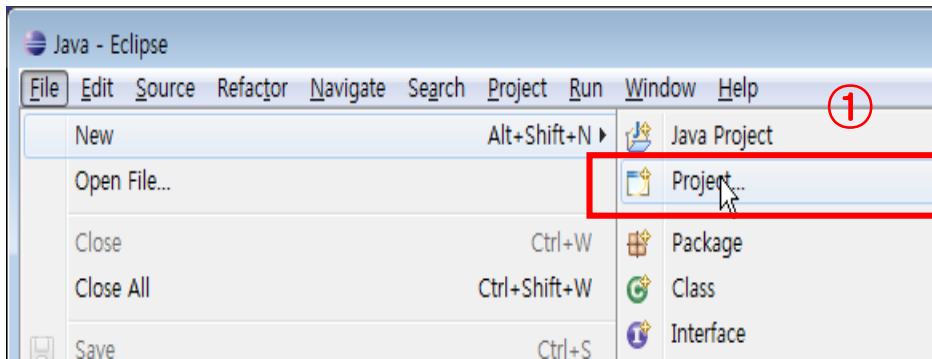 Java - Eclipse
File Edit Source Refactor Navigate Search Project Run Window Help
①
New Alt+Shift+N Java Project
Open File... Project...
Close Ctrl+W Package
Close All Ctrl+Shift+W Class
Interface
Save Ctrl+S